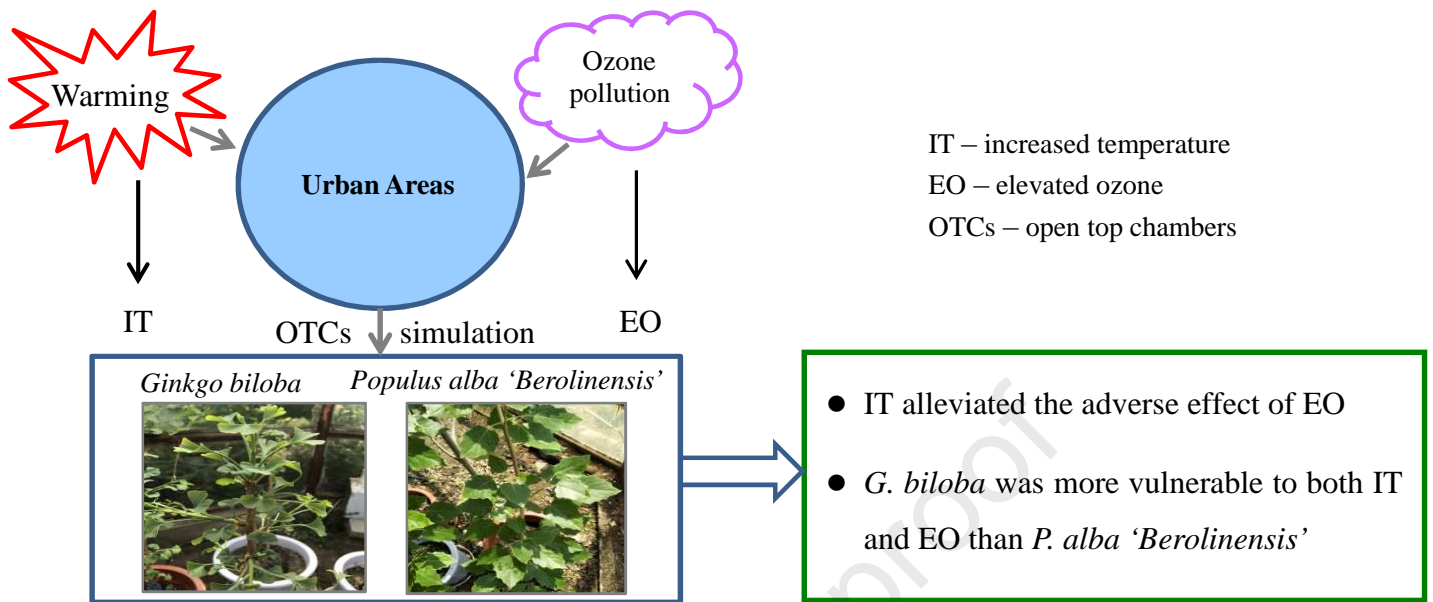 Warming
Ozone
pollution
Urban Areas
IT – increased temperature
EO – elevated ozone
OTCs – open top chambers
IT
EO
OTCs simulation
Ginkgo biloba
Populus alba ‘Berolinensis’
● IT alleviated the adverse effect of EO
● G. biloba was more vulnerable to both IT
and EO than P. alba ‘Berolinensis’
proof